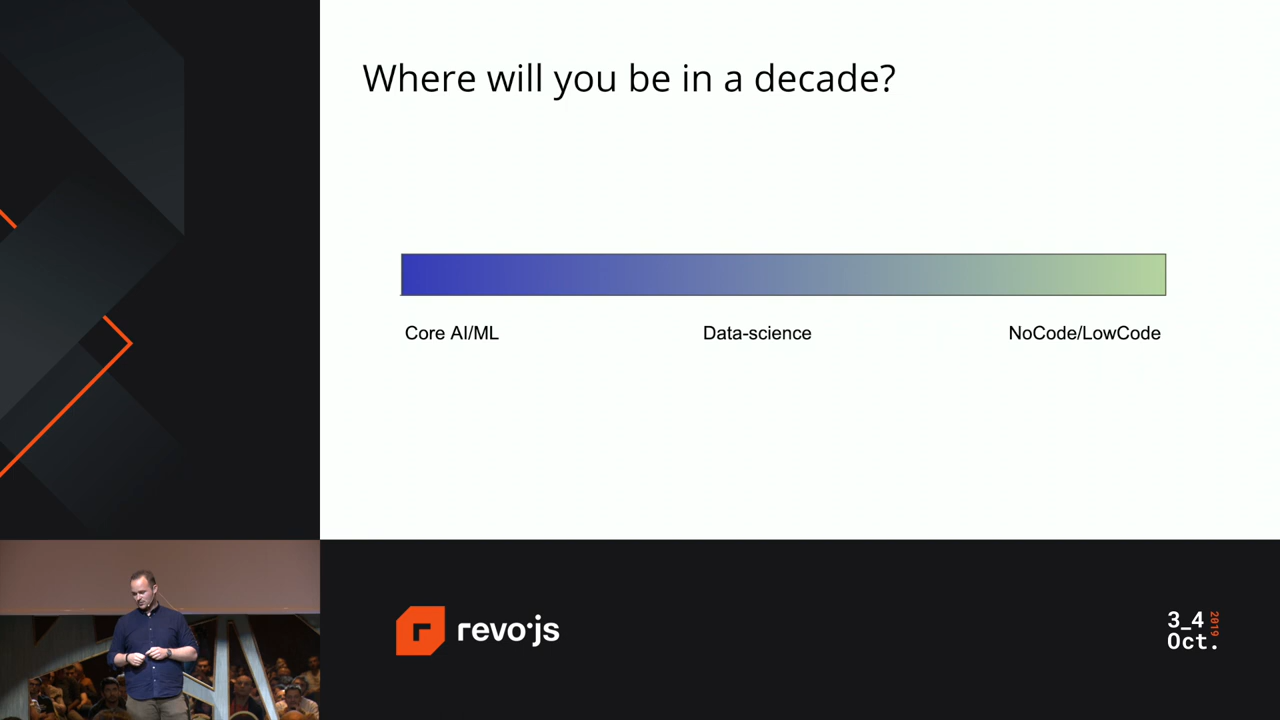 Where will you be in a decade?
Core AI/ML
Data-science
NoCode/LowCode
r revo·js
3_4 2019
Oct.